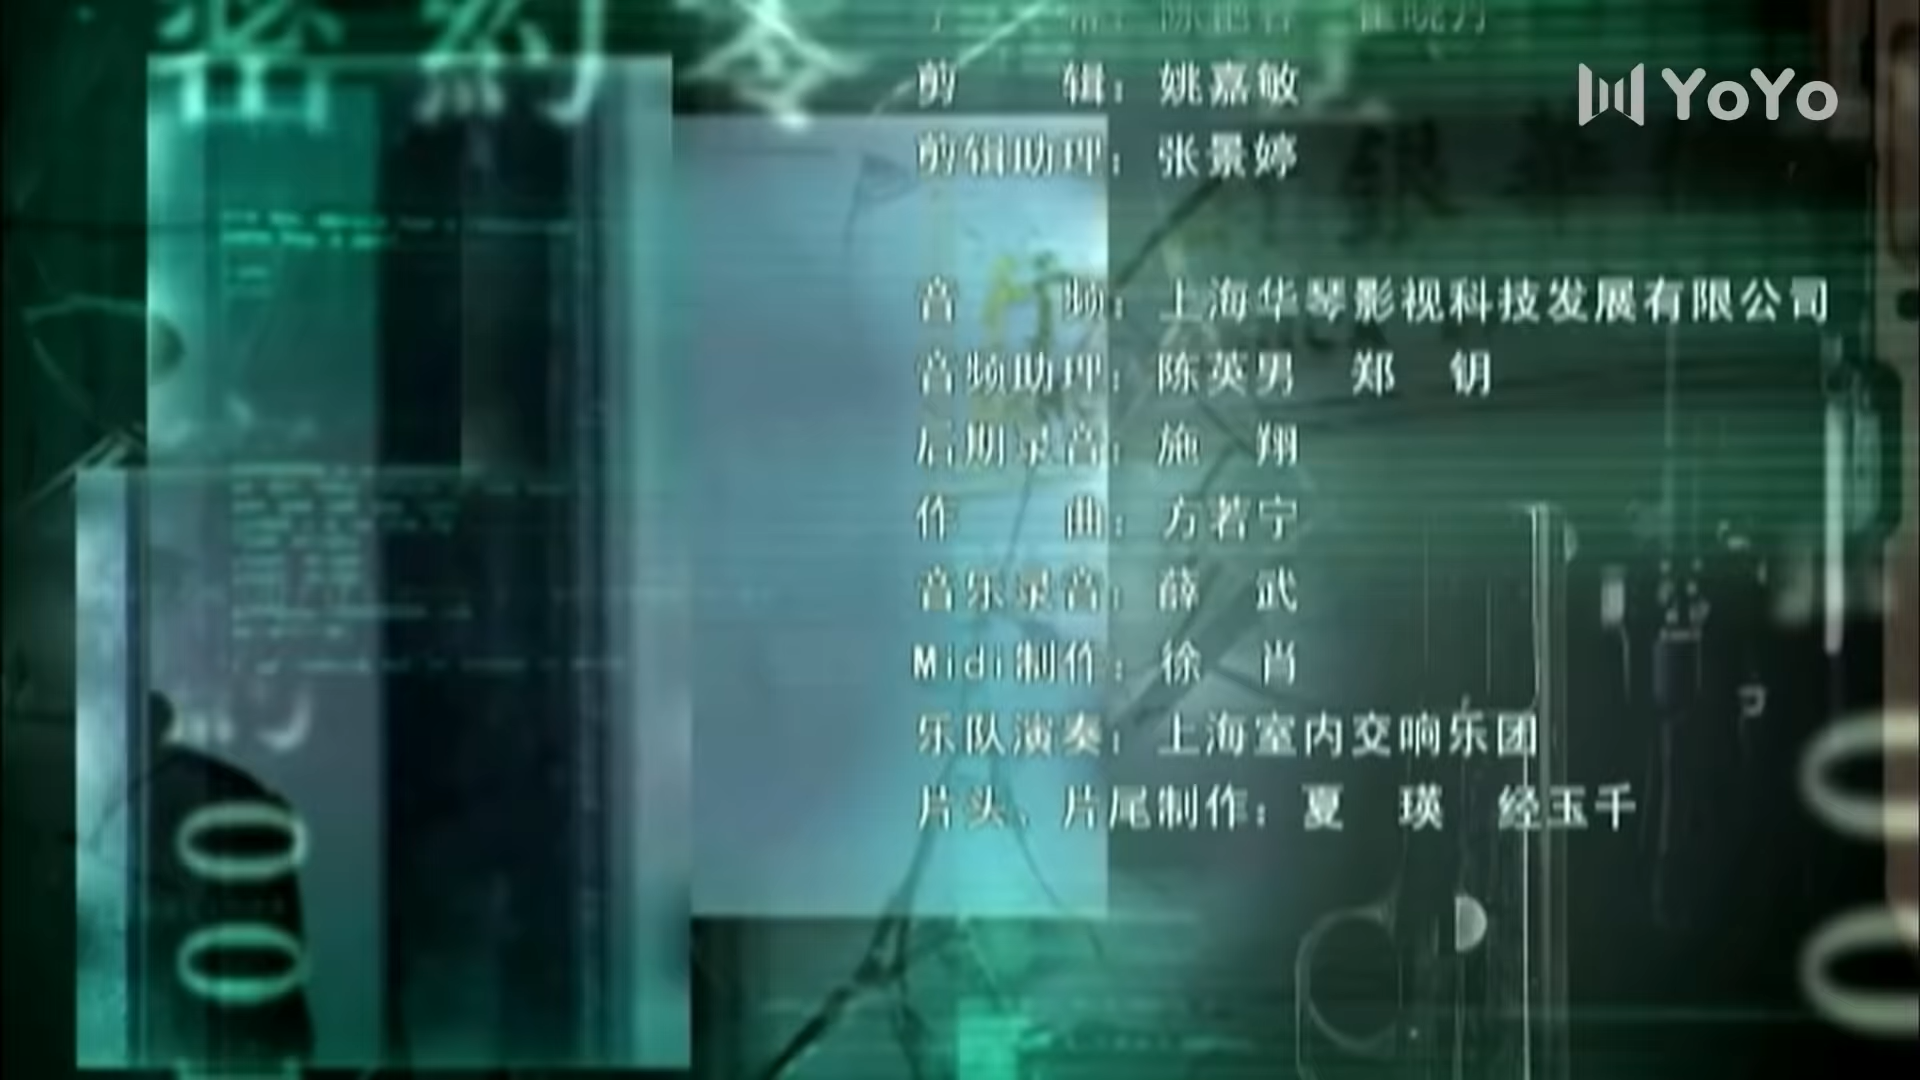 YoYo
剪 辑：姚嘉敏
剪辑助理：张景婷
音 频：上海华琴影视科技发展有限公司
音频助理：陈英男 郑 钥
后期录音：施 翔
作 曲：方若宁
音乐录音：薛 武
Midi制作：徐 肖
乐队演奏：上海室内交响乐团
片头、片尾制作：夏 瑛 经玉千